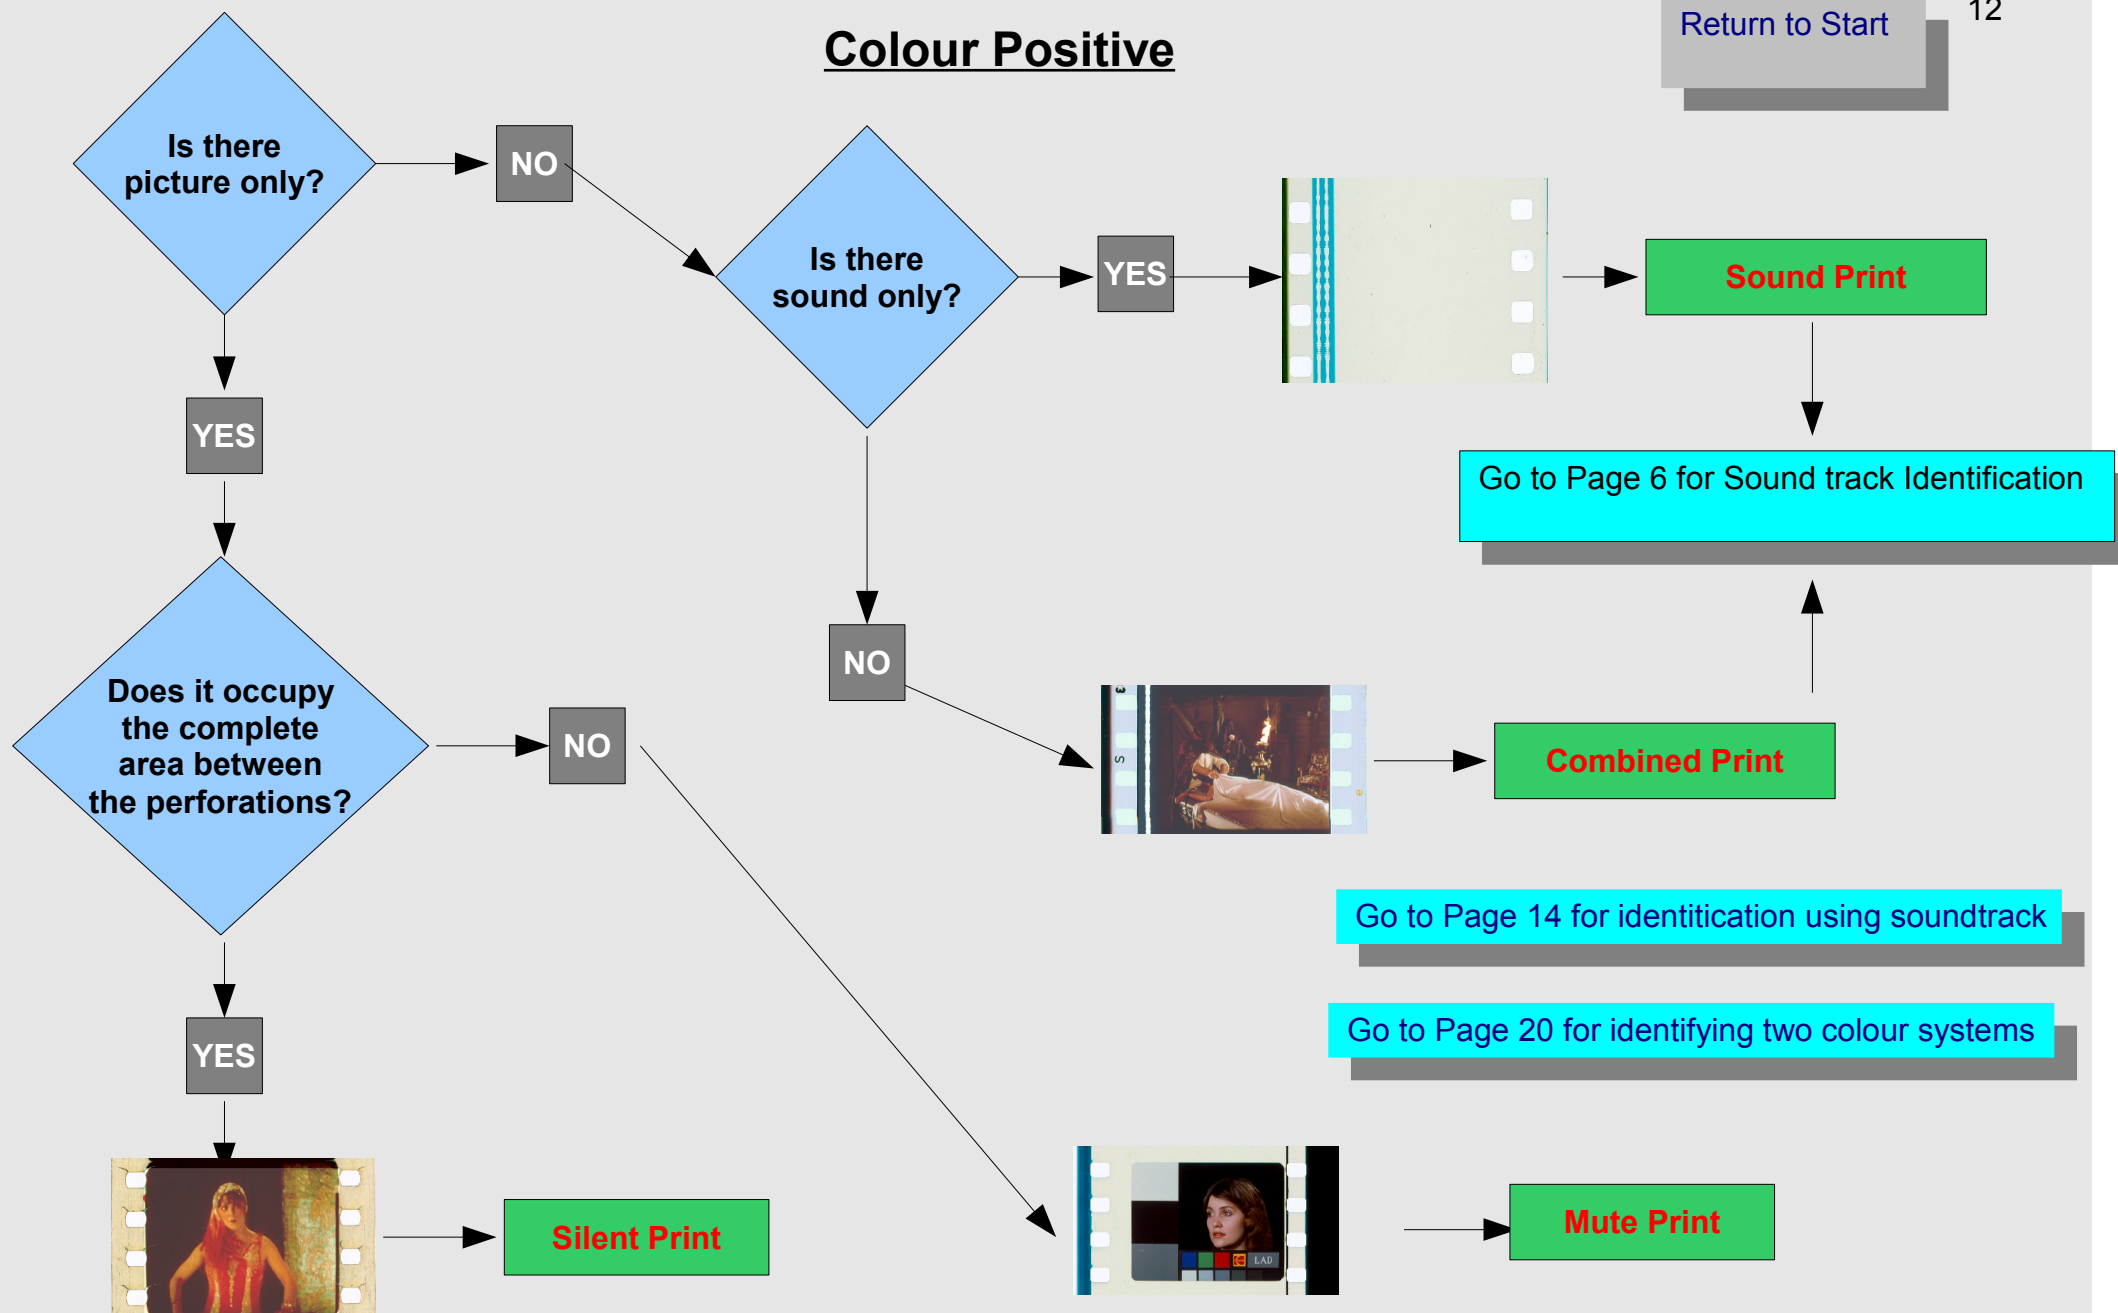 Return to Start
12
Colour Positive
Is there
picture only?
NO
Is there
sound only?
YES
Sound Print
YES
Go to Page 6 for Sound track Identification
NO
Does it occupy
the complete
area between
the perforations?
NO
S
Combined Print
Go to Page 14 for identitication using soundtrack
Go to Page 20 for identifying two colour systems
YES
Silent Print
LAD
Mute Print